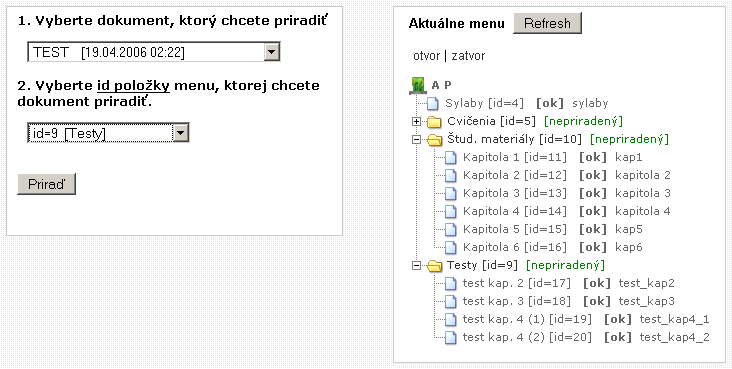 1. Vyberte dokument, ktorý chcete priradiť
TEST [19.04.2006 02:22]
2. Vyberte id položky menu, ktorej chcete
dokument priradiť.
id=9 [Testy]
Priraď
Aktuálne menu Refresh
otvor | zatvor
A P
Sylaby [id=4] [ok] sylaby
Cvičenia [id=5] [nepriradený]
Štud. materiály [id=10] [nepriradený]
Kapitola 1 [id=11] [ok] kap1
Kapitola 2 [id=12] [ok] kapitola 2
Kapitola 3 [id=13] [ok] kapitola 3
Kapitola 4 [id=14] [ok] kapitola 4
Kapitola 5 [id=15] [ok] kap5
Kapitola 6 [id=16] [ok] kap6
Testy [id=9] [nepriradený]
test kap. 2 [id=17] [ok] test_kap2
test kap. 3 [id=18] [ok] test_kap3
test kap. 4 (1) [id=19] [ok] test_kap4_1
test kap. 4 (2) [id=20] [ok] test_kap4_2